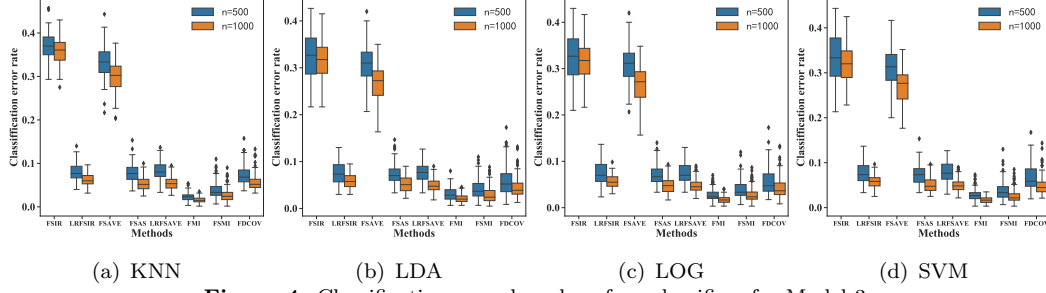 n=500
n=1000
0.4
0.3
0.2
0.1
0.0
Classiffication error rate
FSIR LRFSIR FSAVE FSAS LRFSAVE FMI FSMI FDCOV
Methods
(a) KNN
n=500
n=1000
0.4
0.3
0.2
0.1
0.0
Classiffication error rate
FSIR LRFSIR FSAVE FSAS LRFSAVE FMI FSMI FDCOV
Methods
(b) LDA
n=500
n=1000
0.4
0.3
0.2
0.1
0.0
Classiffication error rate
FSIR LRFSIR FSAVE FSAS LRFSAVE FMI FSMI FDCOV
Methods
(c) LOG
n=500
n=1000
0.4
0.3
0.2
0.1
0.0
Classiffication error rate
FSIR LRFSIR FSAVE FSAS LRFSAVE FMI FSMI FDCOV
Methods
(d) SVM